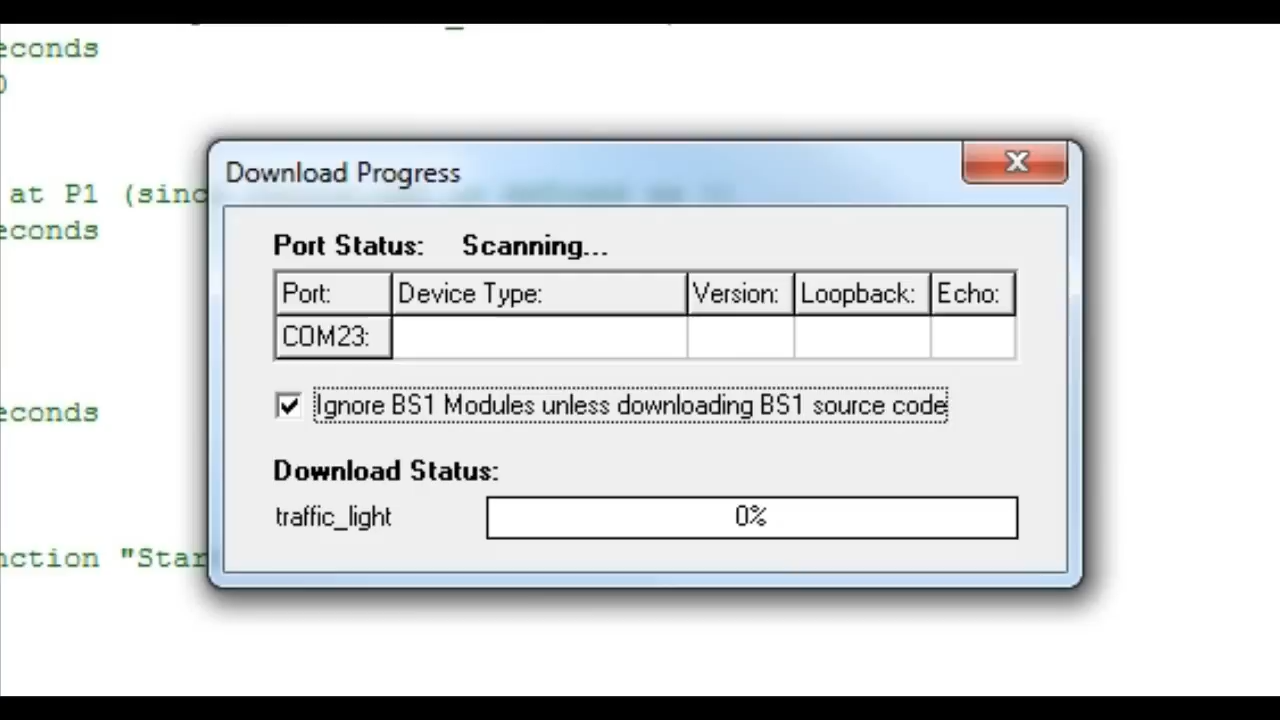 econds
Download Progress
at P1 (sinc
econds
Port Status: Scanning...
Port: Device Type: Version: Loopback: Echo:
COM23:
Ignore BS1 Modules unless downloading BS1 source code
econds
Download Status:
traffic_light 0%
nction "Star